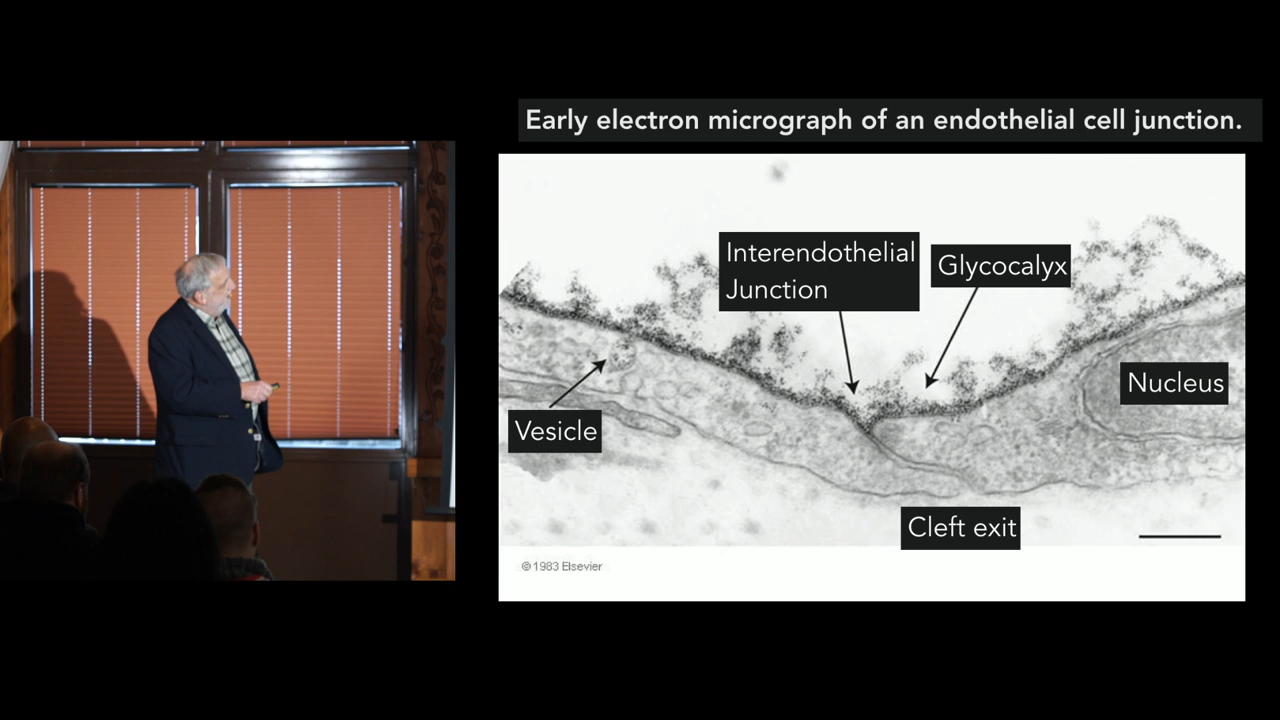 Early electron micrograph of an endothelial cell junction.
Interendothelial
Junction
Glycocalyx
Nucleus
Vesicle
Cleft exit
© 1983 Elsevier